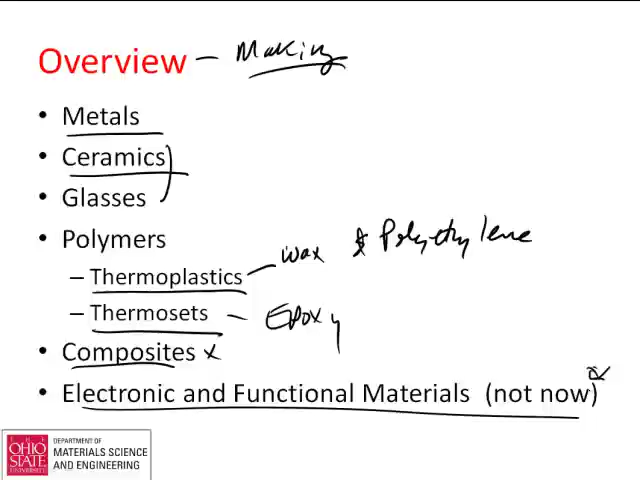 Overview – Making
• Metals
• Ceramics
• Glasses
• Polymers
– Thermoplastics – wax & Polyethylene
– Thermosets – Epoxy
• Composites x
• Electronic and Functional Materials (not now)
THE
OHIO
STATE
UNIVERSITY
DEPARTMENT OF
MATERIALS SCIENCE
AND ENGINEERING